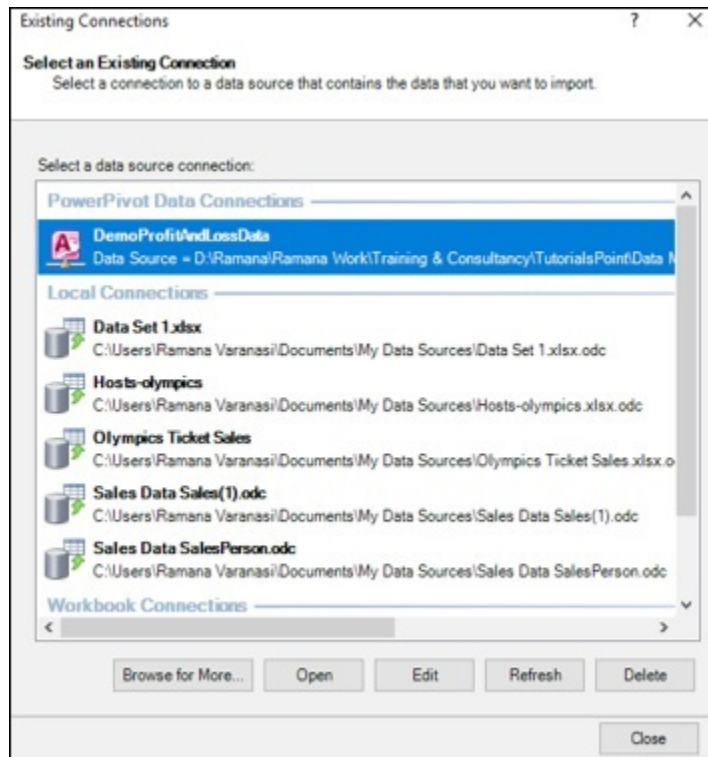 Existing Connections ? ×
Select an Existing Connection
Select a connection to a data source that contains the data that you want to import.
Select a data source connection:
PowerPivot Data Connections
DemoProfitAndLossData
Data Source = D:\Ramana\Ramana Work\Training & Consultancy\TutorialsPoint\Data M
Local Connections
Data Set 1.xlsx
C:\Users\Ramana Varanasi\Documents\My Data Sources\Data Set 1.xlsx.odc
Hosts-olympics
C:\Users\Ramana Varanasi\Documents\My Data Sources\Hosts-olympics.xlsx.odc
Olympics Ticket Sales
C:\Users\Ramana Varanasi\Documents\My Data Sources\Olympics Ticket Sales.xlsx.o
Sales Data Sales(1).odc
C:\Users\Ramana Varanasi\Documents\My Data Sources\Sales Data Sales(1).odc
Sales Data SalesPerson.odc
C:\Users\Ramana Varanasi\Documents\My Data Sources\Sales Data SalesPerson.odc
Workbook Connections
Browse for More... Open Edit Refresh Delete
Close